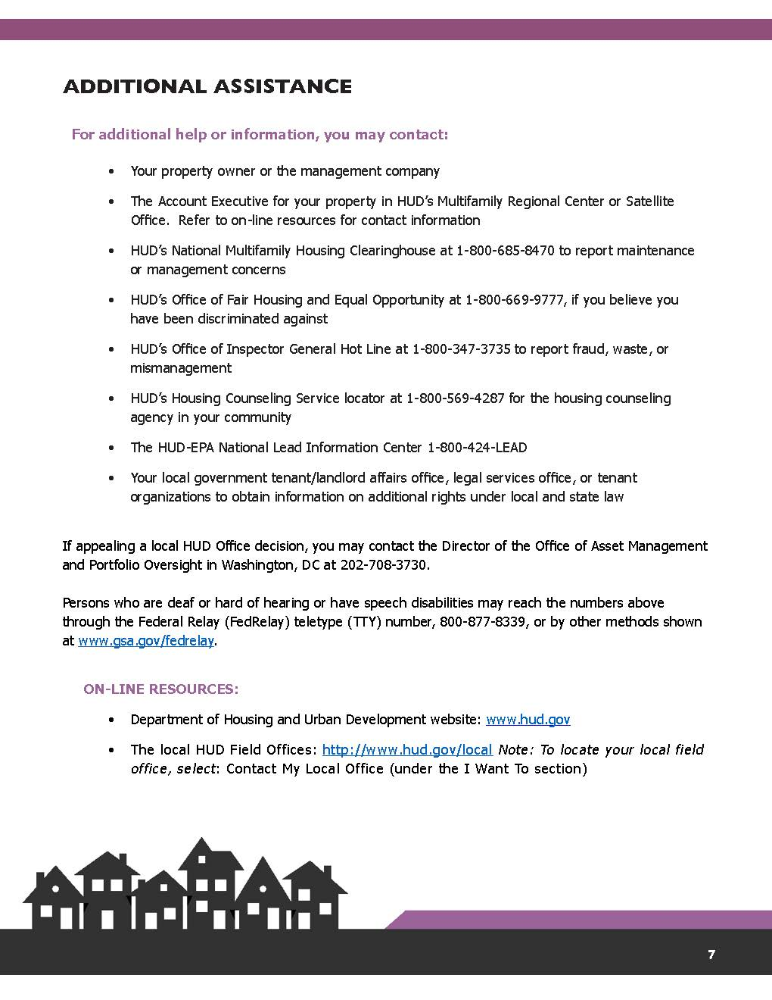 ADDITIONAL ASSISTANCE
For additional help or information, you may contact:
• Your property owner or the management company
• The Account Executive for your property in HUD's Multifamily Regional Center or Satellite
Office.  Refer to on-line resources for contact information
• HUD's National Multifamily Housing Clearinghouse at 1-800-685-8470 to report maintenance
or management concerns
• HUD's Office of Fair Housing and Equal Opportunity at 1-800-669-9777, if you believe you
have been discriminated against
• HUD's Office of Inspector General Hot Line at 1-800-347-3735 to report fraud, waste, or
mismanagement
• HUD's Housing Counseling Service locator at 1-800-569-4287 for the housing counseling
agency in your community
• The HUD-EPA National Lead Information Center 1-800-424-LEAD
• Your local government tenant/landlord affairs office, legal services office, or tenant
organizations to obtain information on additional rights under local and state law
If appealing a local HUD Office decision, you may contact the Director of the Office of Asset Management
and Portfolio Oversight in Washington, DC at 202-708-3730.
Persons who are deaf or hard of hearing or have speech disabilities may reach the numbers above
through the Federal Relay (FedRelay) teletype (TTY) number, 800-877-8339, or by other methods shown
at www.gsa.gov/fedrelay.
ON-LINE RESOURCES:
• Department of Housing and Urban Development website: www.hud.gov
• The local HUD Field Offices: http://www.hud.gov/local Note: To locate your local field
office, select: Contact My Local Office (under the I Want To section)
7